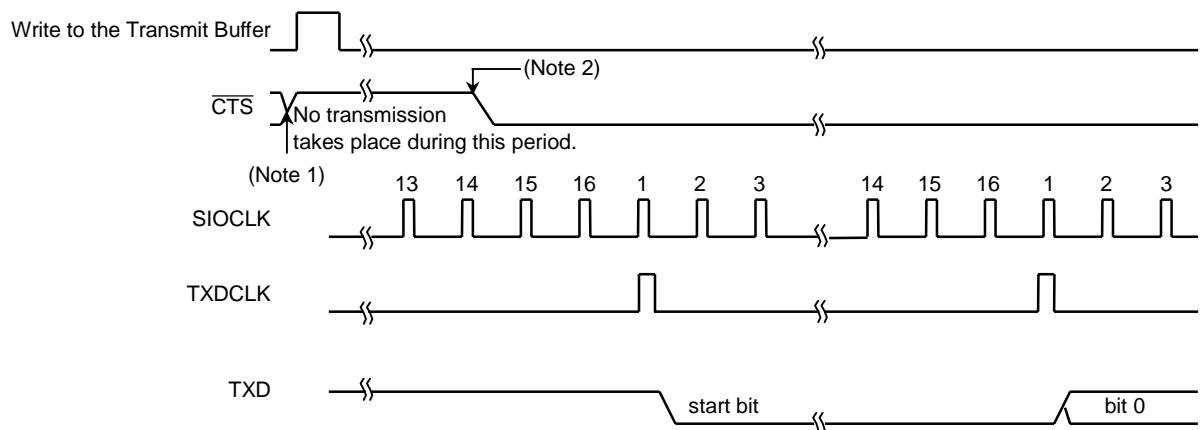 Write to the Transmit Buffer
(Note 2)
CTS
No transmission
takes place during this period.
(Note 1)
13 14 15 16 1 2 3 14 15 16 1 2 3
SIOCLK
TXDCLK
TXD
start bit
bit 0